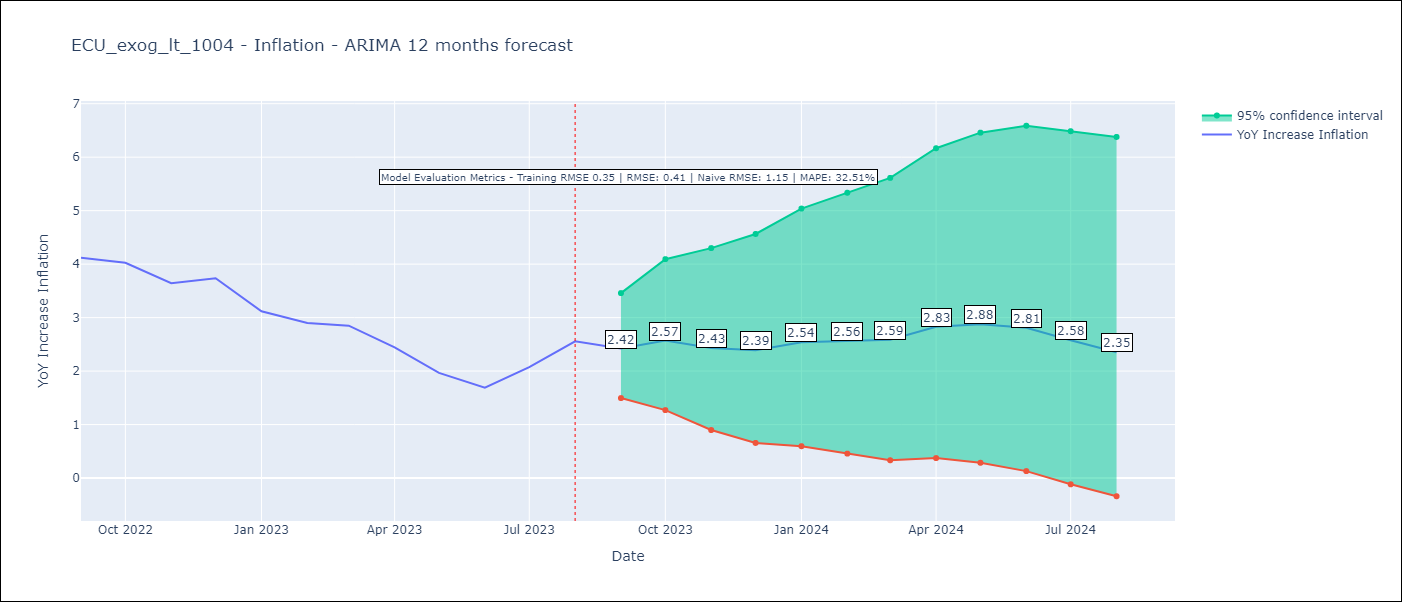 ECU_exog_lt_1004 - Inflation - ARIMA 12 months forecast
95% confidence interval
YoY Increase Inflation
Model Evaluation Metrics - Training RMSE 0.35 | RMSE: 0.41 | Naive RMSE: 1.15 | MAPE: 32.51%
YoY Increase Inflation
7
6
5
4
3
2
1
0
2.42
2.57
2.43
2.39
2.54
2.56
2.59
2.83
2.88
2.81
2.58
2.35
Oct 2022
Jan 2023
Apr 2023
Jul 2023
Oct 2023
Jan 2024
Apr 2024
Jul 2024
Date